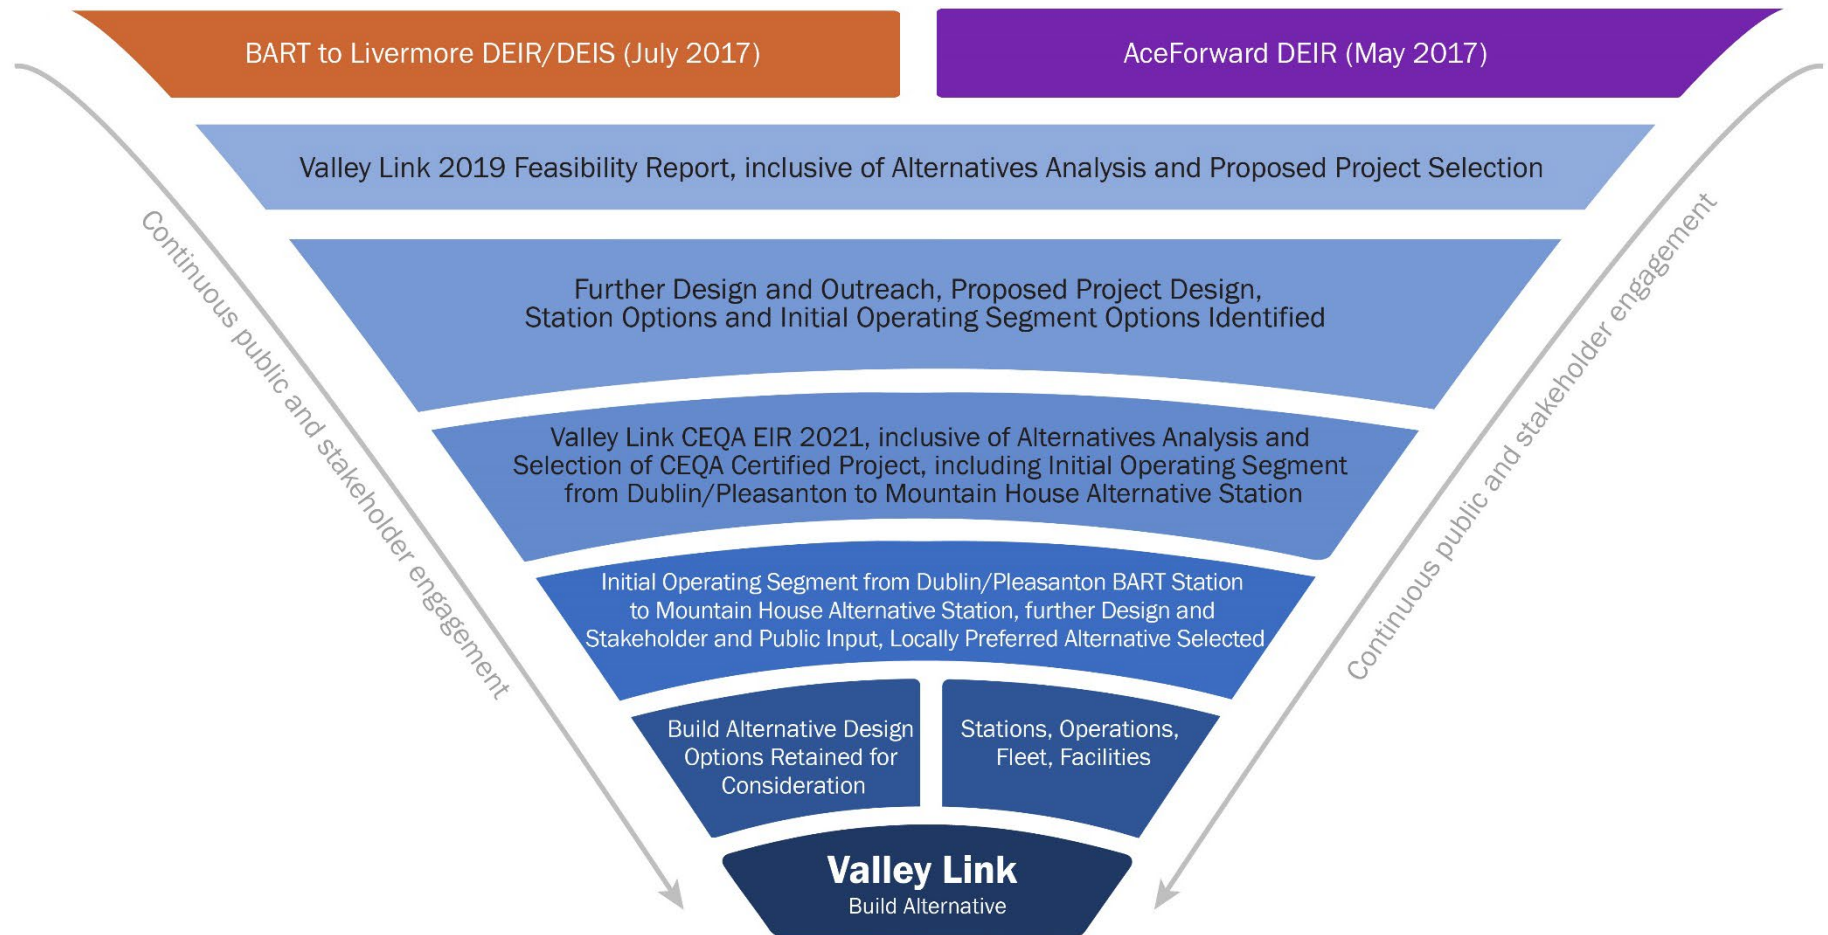 BART to Livermore DEIR/DEIS (July 2017)
AceForward DEIR (May 2017)
Valley Link 2019 Feasibility Report, inclusive of Alternatives Analysis and Proposed Project Selection
Continuous public and stakeholder engagement
Continuous public and stakeholder engagement
Further Design and Outreach, Proposed Project Design,
Station Options and Initial Operating Segment Options Identified
Valley Link CEQA EIR 2021, inclusive of Alternatives Analysis and
Selection of CEQA Certified Project, including Initial Operating Segment
from Dublin/Pleasanton to Mountain House Alternative Station
Initial Operating Segment from Dublin/Pleasanton BART Station
to Mountain House Alternative Station, further Design and
Stakeholder and Public Input, Locally Preferred Alternative Selected
Build Alternative Design
Options Retained for
Consideration
Stations, Operations,
Fleet, Facilities
Valley Link
Build Alternative